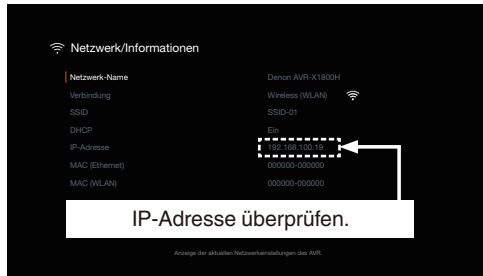 Netzwerk/Informationen
Netzwerk-Name Denon AVR-X1800H
Verbindung Wireless (WLAN)
SSID SSID-01
DHCP Ein
IP-Adresse 192.168.100.19
MAC (Ethernet) 000000-000000
MAC (WLAN) 000000-000000
IP-Adresse überprüfen.
Anzeige der aktuellen Netzwerkeinstellungen des AVR.